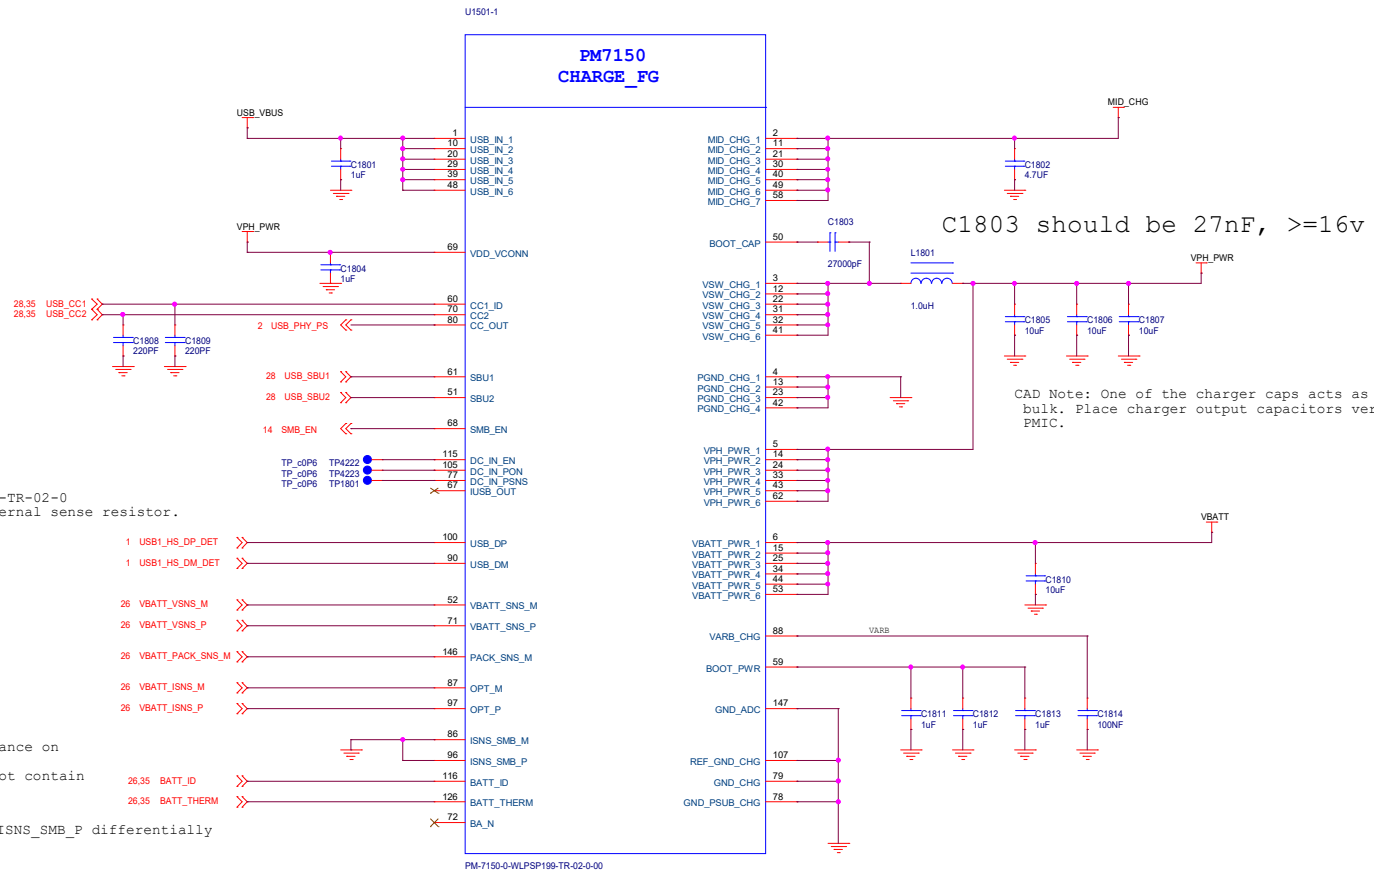 U1501-1
PM7150
CHARGE_FG
USB_VBUS
C1801
1uF
1 USB_IN_1
10 USB_IN_2
20 USB_IN_3
29 USB_IN_4
39 USB_IN_5
48 USB_IN_6
VPH_PWR
C1804
1uF
69 VDD_VCONN
28,35 USB_CC1
28,35 USB_CC2
60 CC1_ID
70 CC2
80 CC_OUT
2 USB_PHY_PS
C1808
220PF
C1809
220PF
28 USB_SBU1
61 SBU1
28 USB_SBU2
51 SBU2
14 SMB_EN
68 SMB_EN
TP_c0P6 TP4222
115 DC_IN_EN
TP_c0P6 TP4223
105 DC_IN_PON
TP_c0P6 TP1801
77 DC_IN_PSNS
67 IUSB_OUT
-TR-02-0
ernal sense resistor.
1 USB1_HS_DP_DET
100 USB_DP
1 USB1_HS_DM_DET
90 USB_DM
26 VBATT_VSNS_M
52 VBATT_SNS_M
26 VBATT_VSNS_P
71 VBATT_SNS_P
26 VBATT_PACK_SNS_M
146 PACK_SNS_M
26 VBATT_ISNS_M
87 OPT_M
26 VBATT_ISNS_P
97 OPT_P
86 ISNS_SMB_M
96 ISNS_SMB_P
ance on
ot contain
26,35 BATT_ID
116 BATT_ID
26,35 BATT_THERM
126 BATT_THERM
72 BA_N
ISNS_SMB_P differentially
PM-7150-0-WLPSP199-TR-02-0-00
MID_CHG
MID_CHG_1 2
MID_CHG_2 11
MID_CHG_3 21
MID_CHG_4 30
MID_CHG_5 40
MID_CHG_6 49
MID_CHG_7 58
C1802
4.7UF
C1803 should be 27nF, >=16v
BOOT_CAP 50
C1803
27000pF
L1801
1.0uH
VPH_PWR
VSW_CHG_1 3
VSW_CHG_2 12
VSW_CHG_3 22
VSW_CHG_4 31
VSW_CHG_5 32
VSW_CHG_6 41
C1805
10uF
C1806
10uF
C1807
10uF
PGND_CHG_1 4
PGND_CHG_2 13
PGND_CHG_3 23
PGND_CHG_4 42
CAD Note: One of the charger caps acts as
bulk. Place charger output capacitors ver
PMIC.
VPH_PWR_1 5
VPH_PWR_2 14
VPH_PWR_3 24
VPH_PWR_4 33
VPH_PWR_5 43
VPH_PWR_6 62
VBATT
VBATT_PWR_1 6
VBATT_PWR_2 15
VBATT_PWR_3 25
VBATT_PWR_4 34
VBATT_PWR_5 44
VBATT_PWR_6 53
C1810
10uF
VARB_CHG 88
VARB
BOOT_PWR 59
C1811
1uF
C1812
1uF
C1813
1uF
C1814
100NF
GND_ADC 147
REF_GND_CHG 107
GND_CHG 79
GND_PSUB_CHG 78